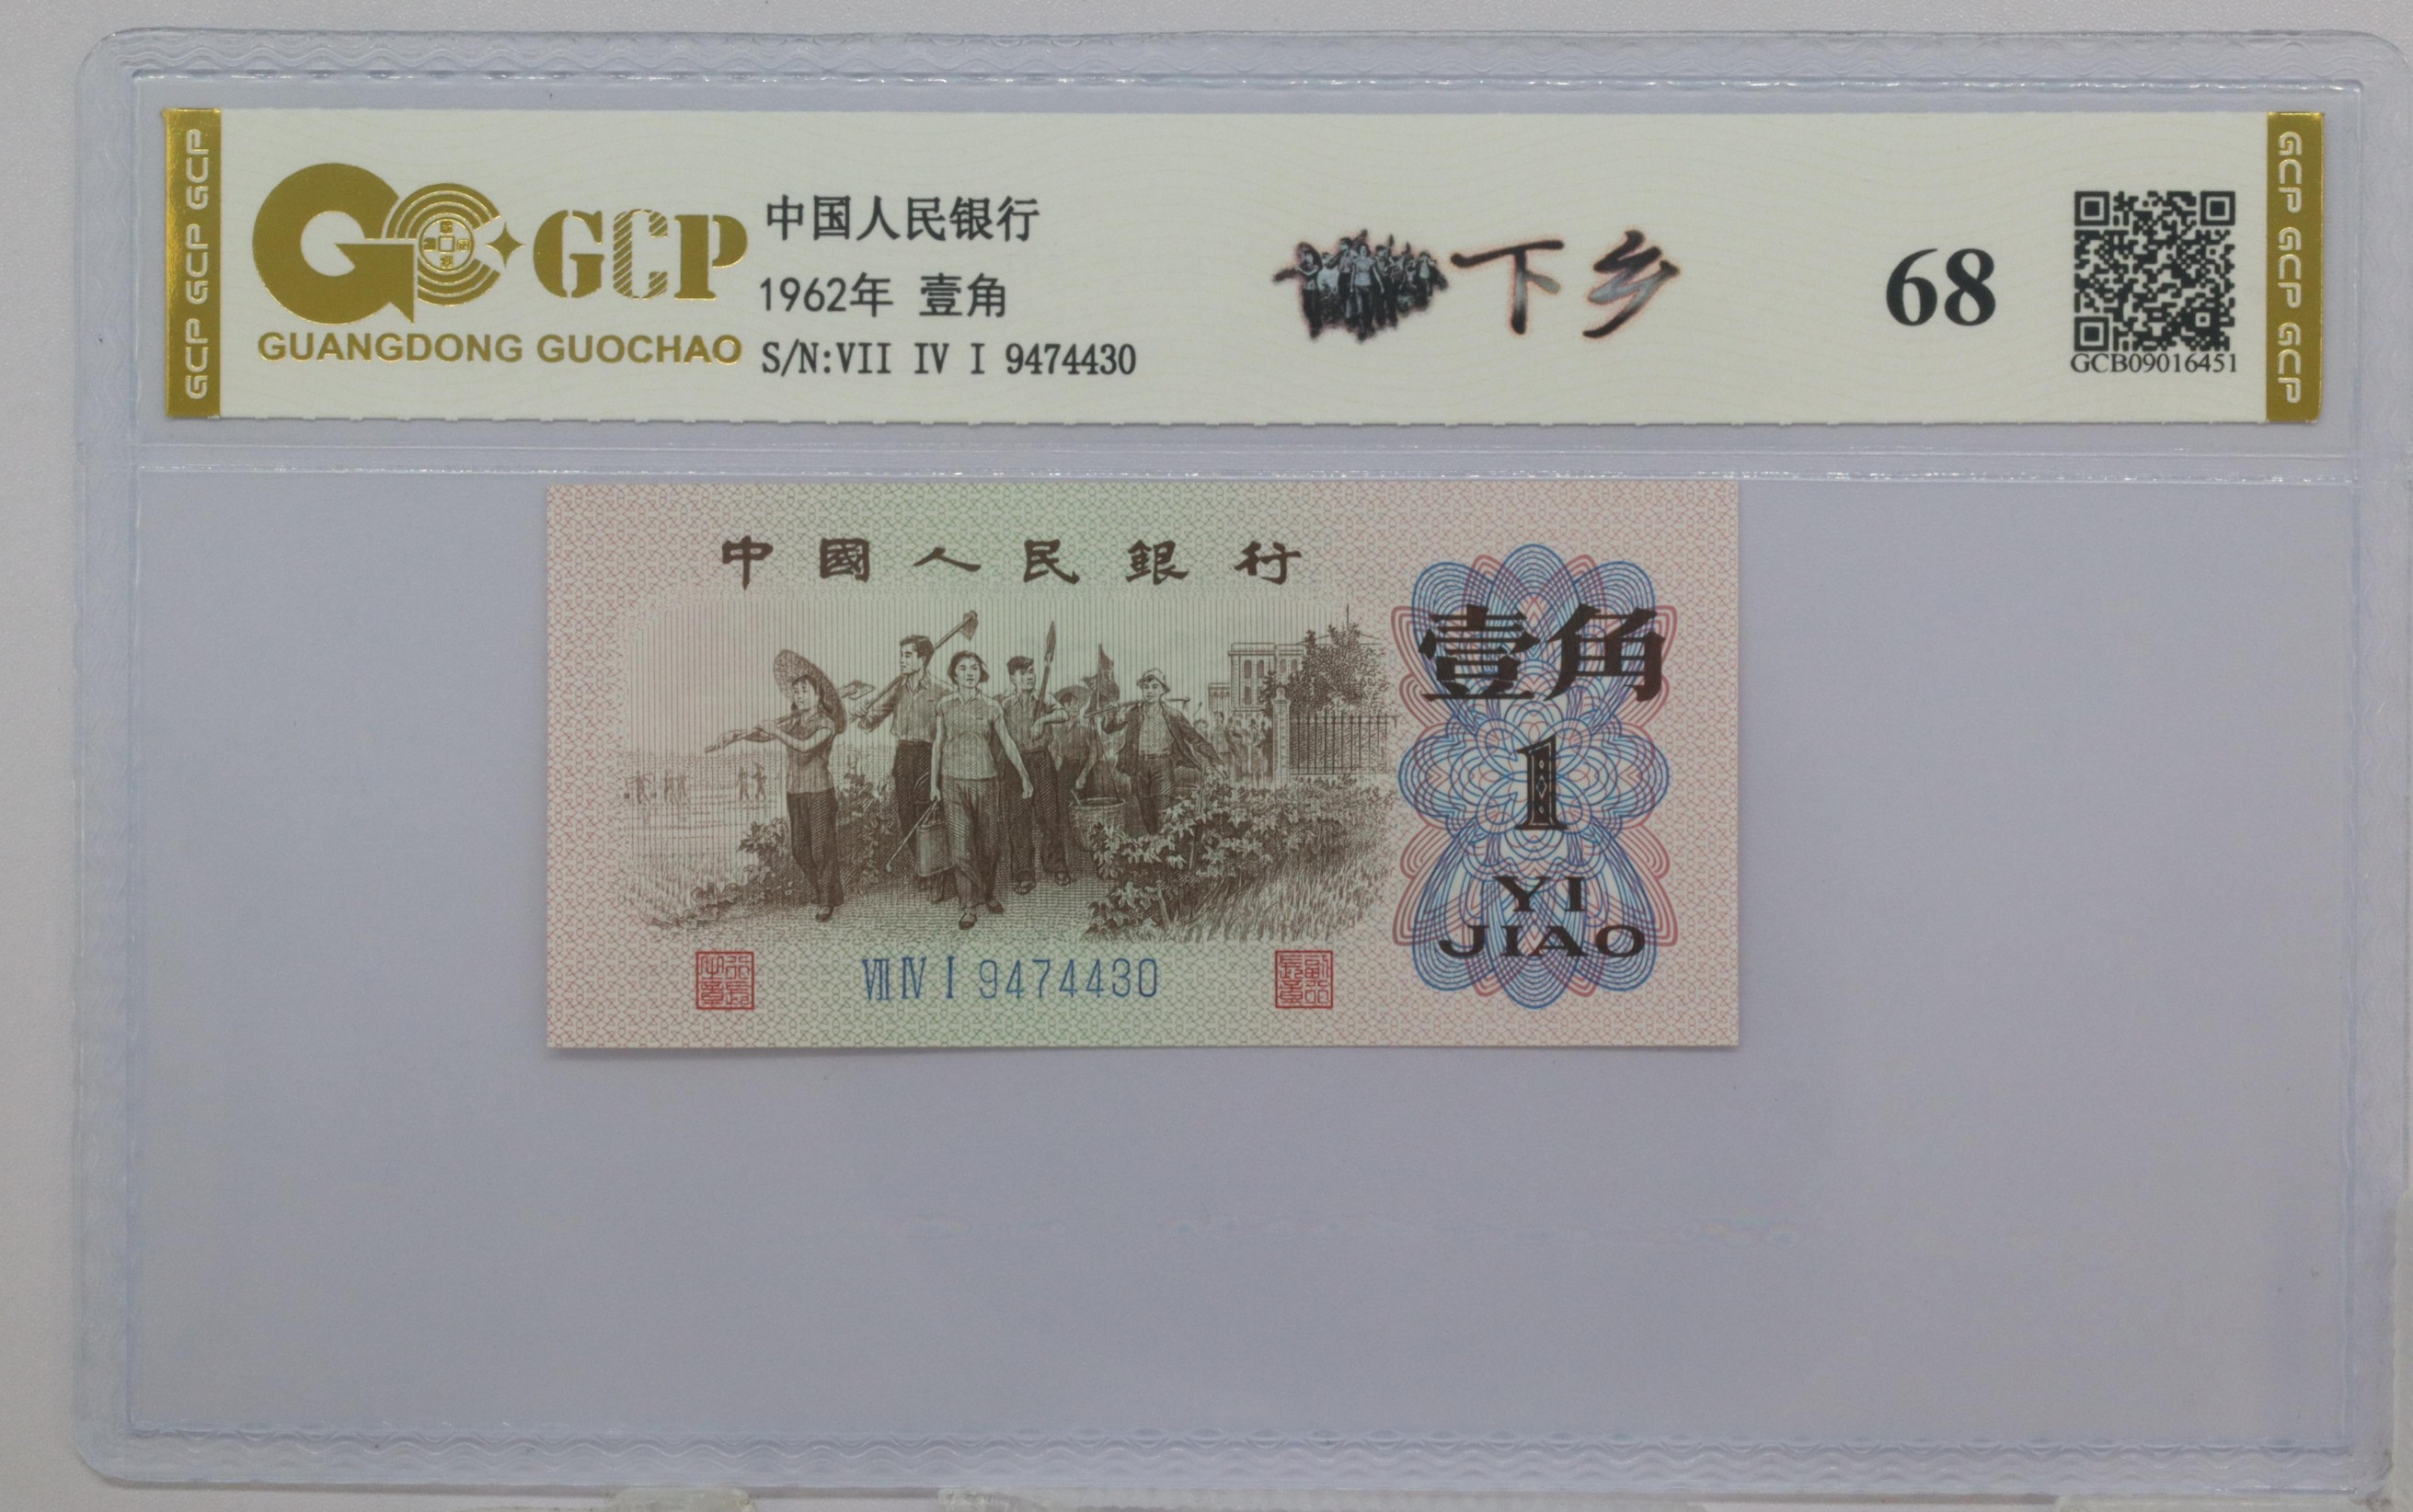 GCP GCP GCP
GCP
GUANGDONG GUOCHAO
中国人民银行
1962年 壹角
S/N:VII IV I 9474430
下乡
68
GCB09016451
GCP GCP GCP
中國人民銀行
壹角
1
YI
JIAO
VII IV I 9474430